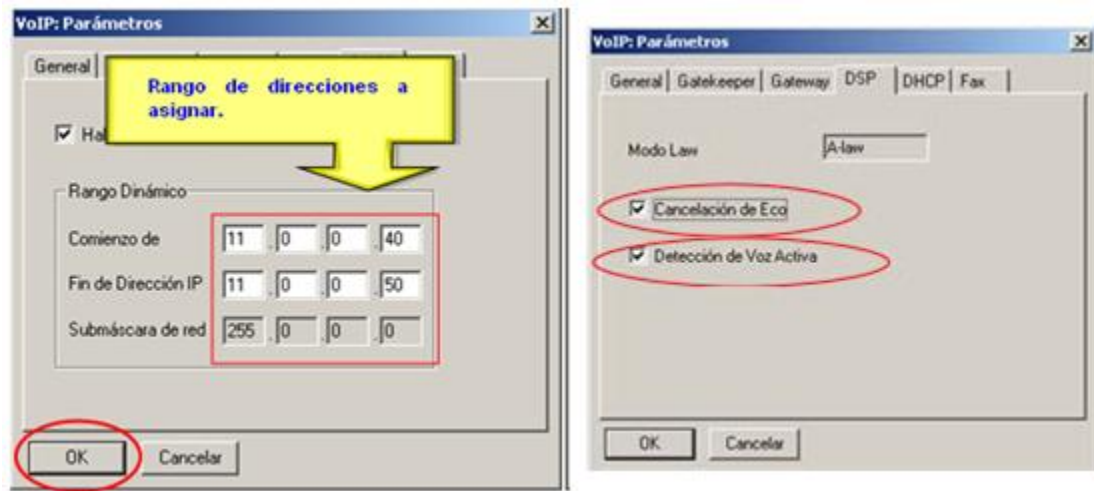 VoIP: Parámetros
General
Rango de direcciones a
asignar.
Rango Dinámico
Comienzo de 11 .0 .0 .40
Fin de Dirección IP 11 .0 .0 .50
Submáscara de red 255 .0 .0 .0
OK Cancelar
VoIP: Parámetros
General Gatekeeper Gateway DSP DHCP Fax
Modo Law A-law
Cancelación de Eco
Detección de Voz Activa
OK Cancelar